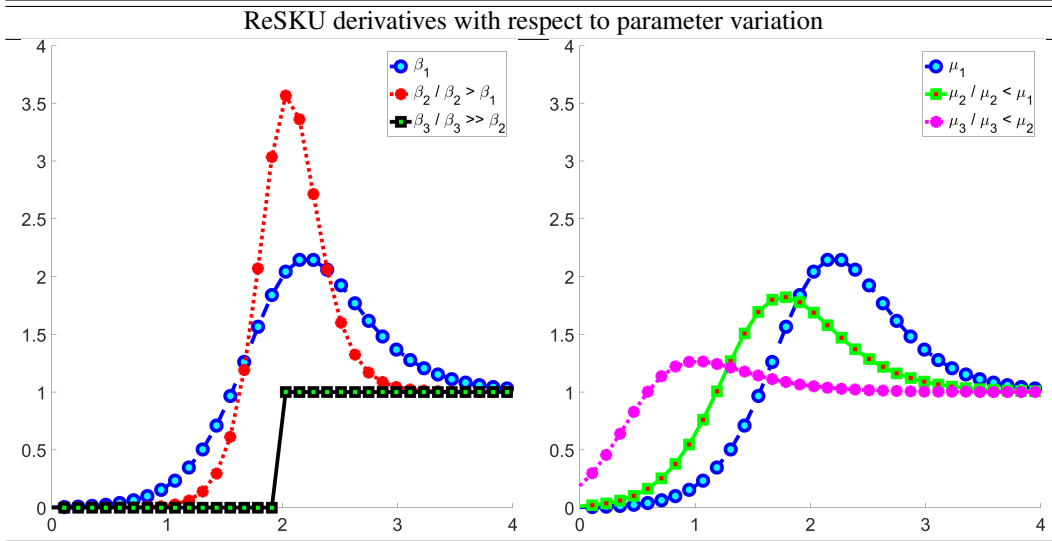 ReSKU derivatives with respect to parameter variation
4
3.5
3
2.5
2
1.5
1
0.5
0
0 1 2 3 4
β₁
β₂ / β₂ > β₁
β₃ / β₃ >> β₂
4
3.5
3
2.5
2
1.5
1
0.5
0
0 1 2 3 4
μ₁
μ₂ / μ₂ < μ₁
μ₃ / μ₃ < μ₂